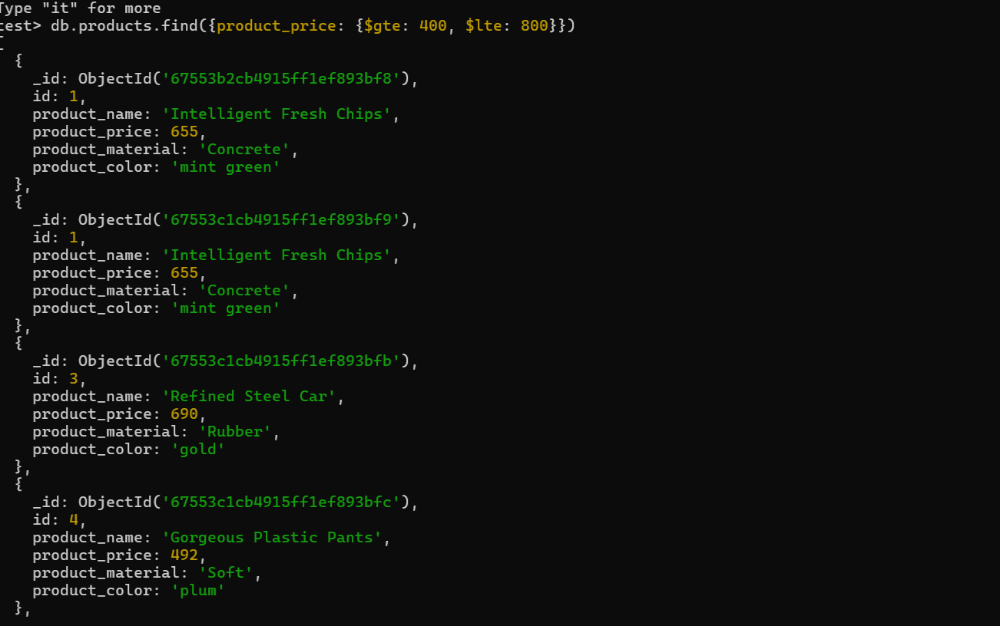 Type "it" for more
test> db.products.find({product_price: {$gte: 400, $lte: 800}})
[
  {
    _id: ObjectId('67553b2cb4915ff1ef893bf8'),
    id: 1,
    product_name: 'Intelligent Fresh Chips',
    product_price: 655,
    product_material: 'Concrete',
    product_color: 'mint green'
  },
  {
    _id: ObjectId('67553c1cb4915ff1ef893bf9'),
    id: 1,
    product_name: 'Intelligent Fresh Chips',
    product_price: 655,
    product_material: 'Concrete',
    product_color: 'mint green'
  },
  {
    _id: ObjectId('67553c1cb4915ff1ef893bfb'),
    id: 3,
    product_name: 'Refined Steel Car',
    product_price: 690,
    product_material: 'Rubber',
    product_color: 'gold'
  },
  {
    _id: ObjectId('67553c1cb4915ff1ef893bfc'),
    id: 4,
    product_name: 'Gorgeous Plastic Pants',
    product_price: 492,
    product_material: 'Soft',
    product_color: 'plum'
  },